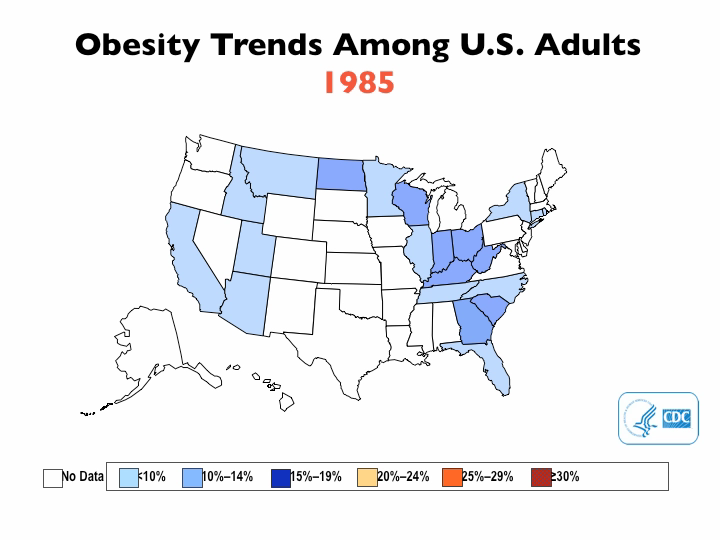 Obesity Trends Among U.S. Adults
1985
CDC
No Data <10% 10%–14% 15%–19% 20%–24% 25%–29% ≥30%